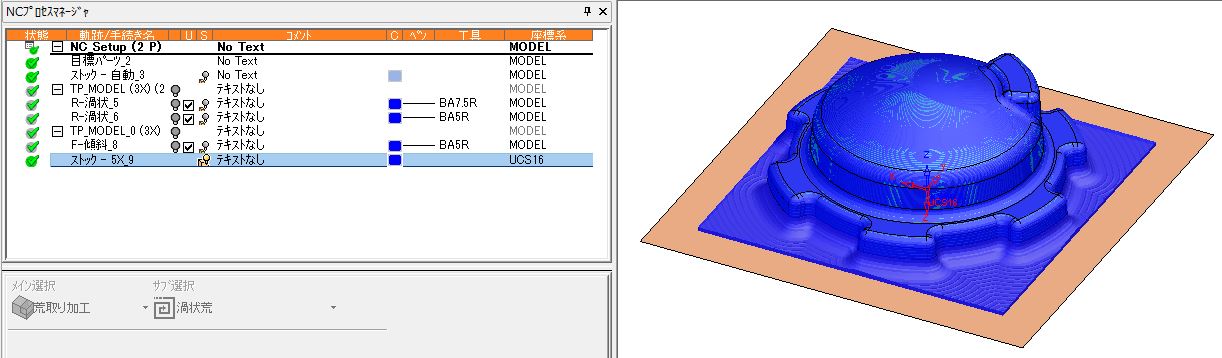 NCプロセスマネージャ
状態 軌跡/手続き名 U S コメント C ペン 工具 座標系
NC_Setup (2 P) No Text MODEL
目標パーツ_2 No Text MODEL
ストック - 自動_3 No Text MODEL
TP_MODEL (3X) (2 テキストなし MODEL
R-渦状_5 テキストなし BA7.5R MODEL
R-渦状_6 テキストなし BA5R MODEL
TP_MODEL_0 (3X) テキストなし MODEL
F-傾斜_8 テキストなし BA5R MODEL
ストック - 5X_9 テキストなし UCS16
メイン選択 サブ選択
荒取り加工 渦状荒
Z
UCS16